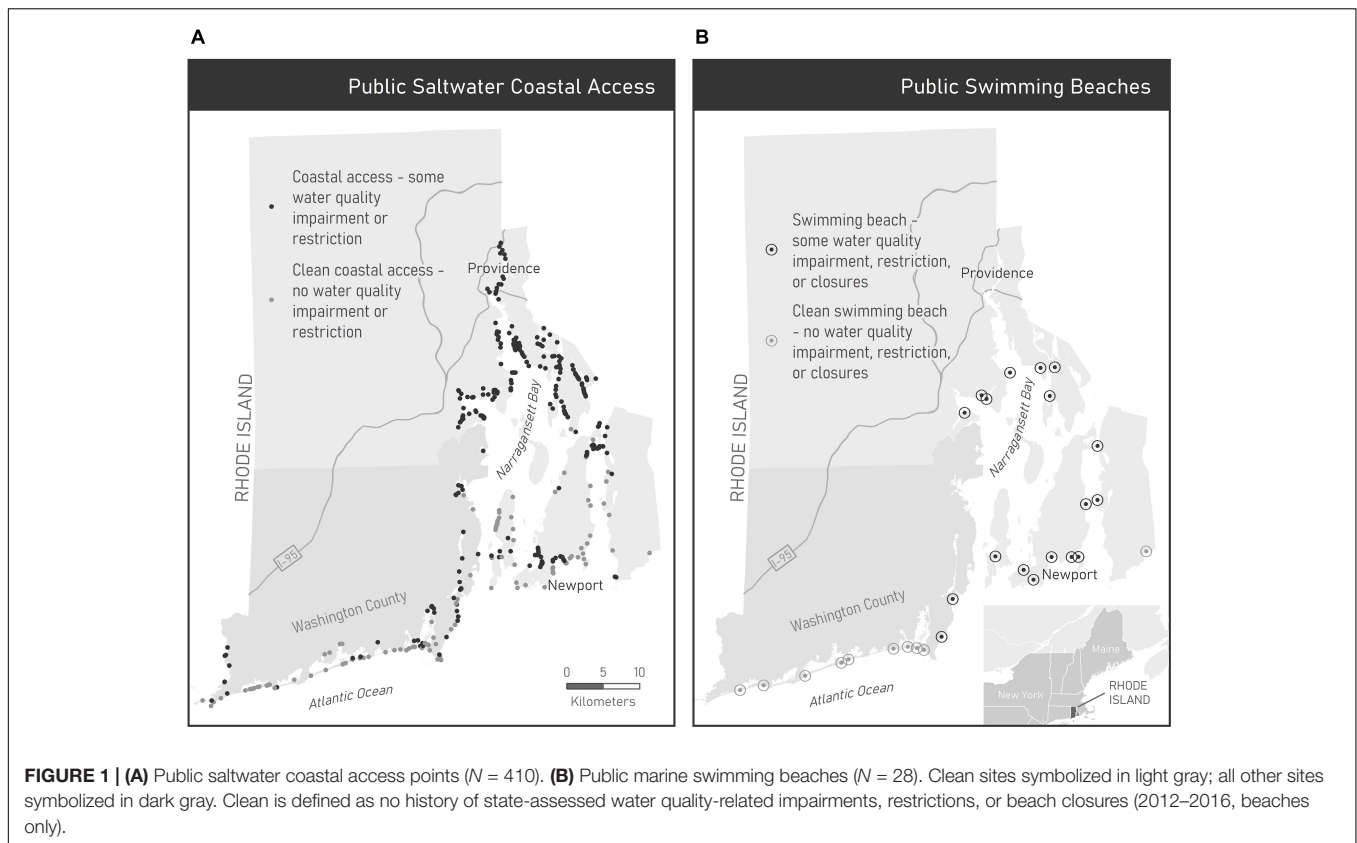 A
Public Saltwater Coastal Access
Coastal access - some
water quality
impairment or
restriction
Clean coastal access -
no water quality
impairment or
restriction
Providence
RHODE ISLAND
Narragansett Bay
I-95
Washington County
Newport
Atlantic Ocean
0 5 10
Kilometers
B
Public Swimming Beaches
Swimming beach -
some water quality
impairment, restriction,
or closures
Clean swimming beach
- no water quality
impairment, restriction,
or closures
Providence
RHODE ISLAND
Narragansett Bay
I-95
Washington County
Newport
Atlantic Ocean
Maine
New York
RHODE
ISLAND
FIGURE 1 | (A) Public saltwater coastal access points (N = 410). (B) Public marine swimming beaches (N = 28). Clean sites symbolized in light gray; all other sites
symbolized in dark gray. Clean is defined as no history of state-assessed water quality-related impairments, restrictions, or beach closures (2012–2016, beaches
only).